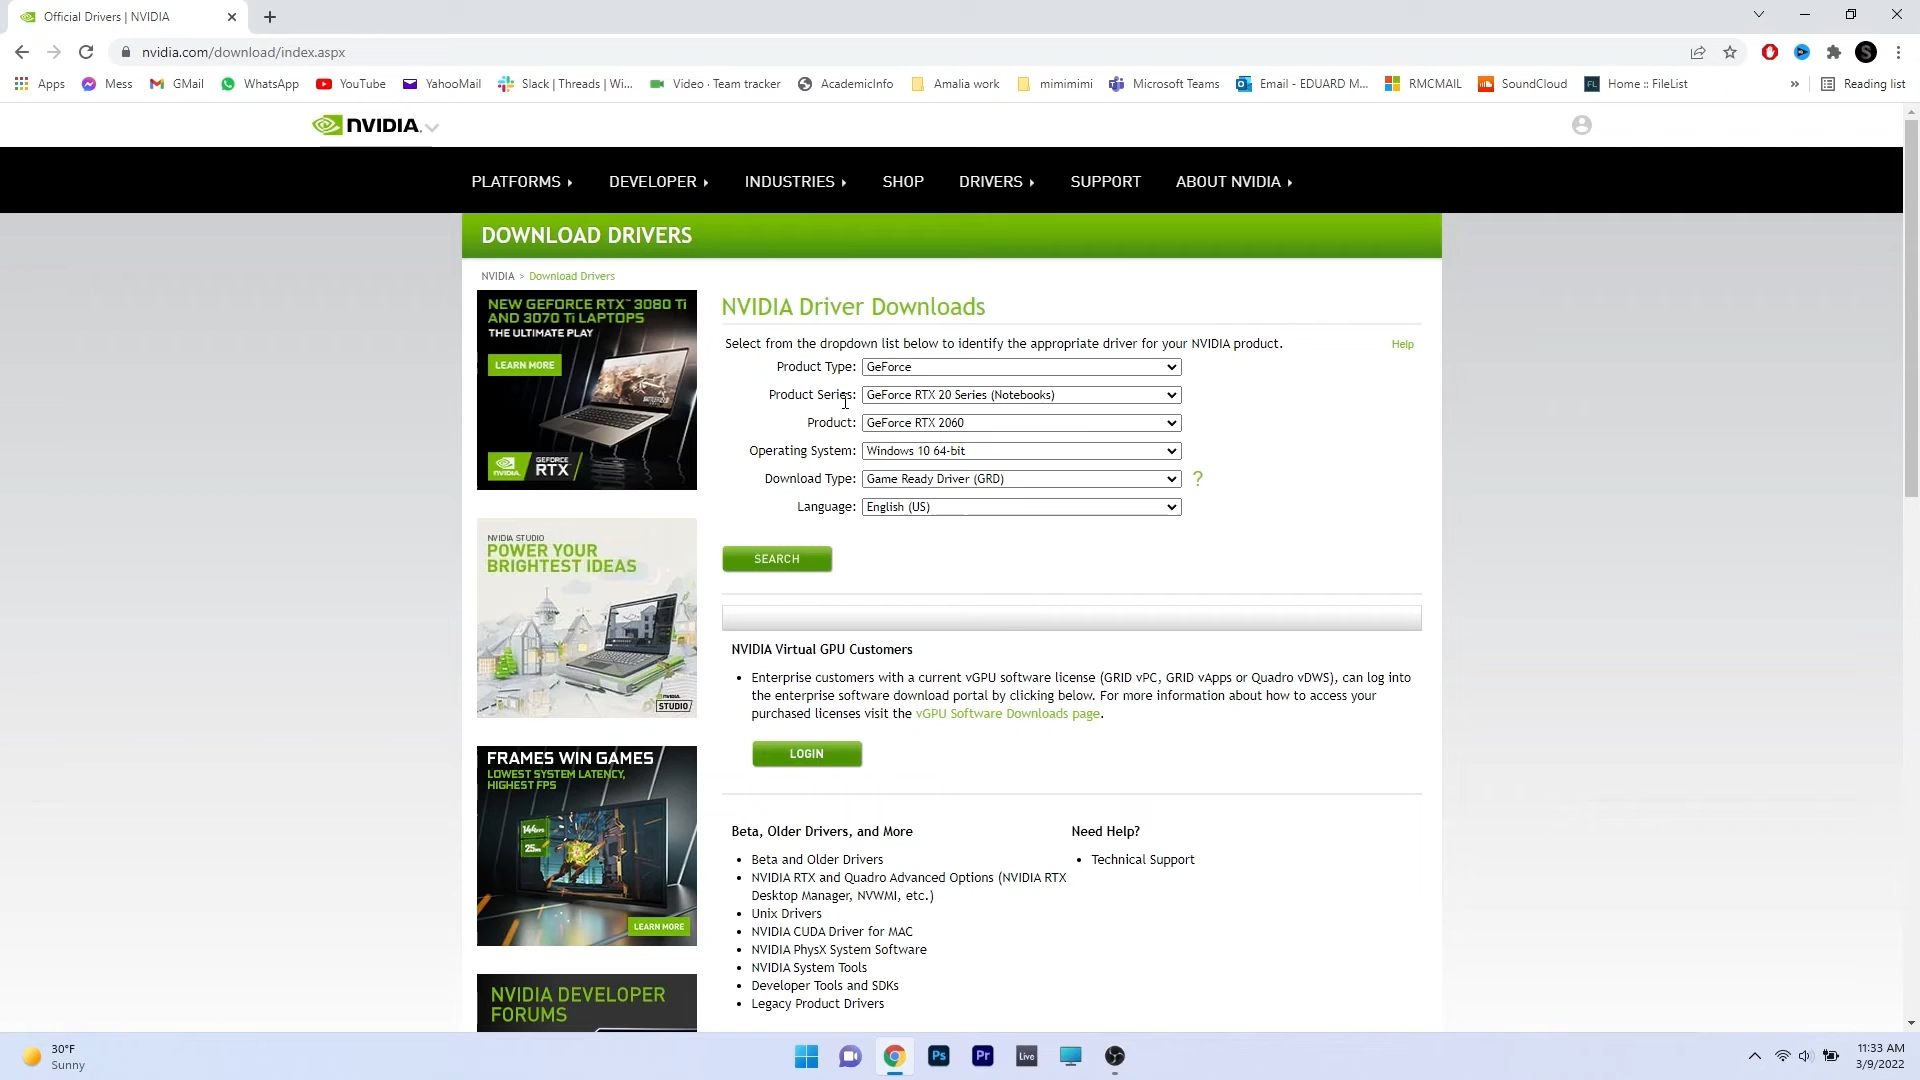 Official Drivers | NVIDIA
nvidia.com/download/index.aspx
Apps
Mess
GMail
WhatsApp
YouTube
YahooMail
Slack | Threads | Wi...
Video · Team tracker
AcademicInfo
Amalia work
mimimimi
Microsoft Teams
Email - EDUARD M...
RMCMAIL
SoundCloud
Home :: FileList
»
Reading list
NVIDIA.
PLATFORMS
DEVELOPER
INDUSTRIES
SHOP
DRIVERS
SUPPORT
ABOUT NVIDIA
DOWNLOAD DRIVERS
NVIDIA > Download Drivers
NEW GEFORCE RTX™ 3080 Ti
AND 3070 Ti LAPTOPS
THE ULTIMATE PLAY
LEARN MORE
NVIDIA
GEFORCE
RTX
NVIDIA Driver Downloads
Select from the dropdown list below to identify the appropriate driver for your NVIDIA product.
Help
Product Type: GeForce
Product Series: GeForce RTX 20 Series (Notebooks)
Product: GeForce RTX 2060
Operating System: Windows 10 64-bit
Download Type: Game Ready Driver (GRD) ?
Language: English (US)
SEARCH
NVIDIA STUDIO
POWER YOUR
BRIGHTEST IDEAS
NVIDIA
STUDIO
NVIDIA Virtual GPU Customers
• Enterprise customers with a current vGPU software license (GRID vPC, GRID vApps or Quadro vDWS), can log into
the enterprise software download portal by clicking below. For more information about how to access your
purchased licenses visit the vGPU Software Downloads page.
LOGIN
FRAMES WIN GAMES
LOWEST SYSTEM LATENCY,
HIGHEST FPS
LEARN MORE
Beta, Older Drivers, and More
• Beta and Older Drivers
• NVIDIA RTX and Quadro Advanced Options (NVIDIA RTX
Desktop Manager, NVWMI, etc.)
• Unix Drivers
• NVIDIA CUDA Driver for MAC
• NVIDIA PhysX System Software
• NVIDIA System Tools
• Developer Tools and SDKs
• Legacy Product Drivers
Need Help?
• Technical Support
NVIDIA DEVELOPER
FORUMS
30°F
Sunny
Ps
Pr
Live
11:33 AM
3/9/2022